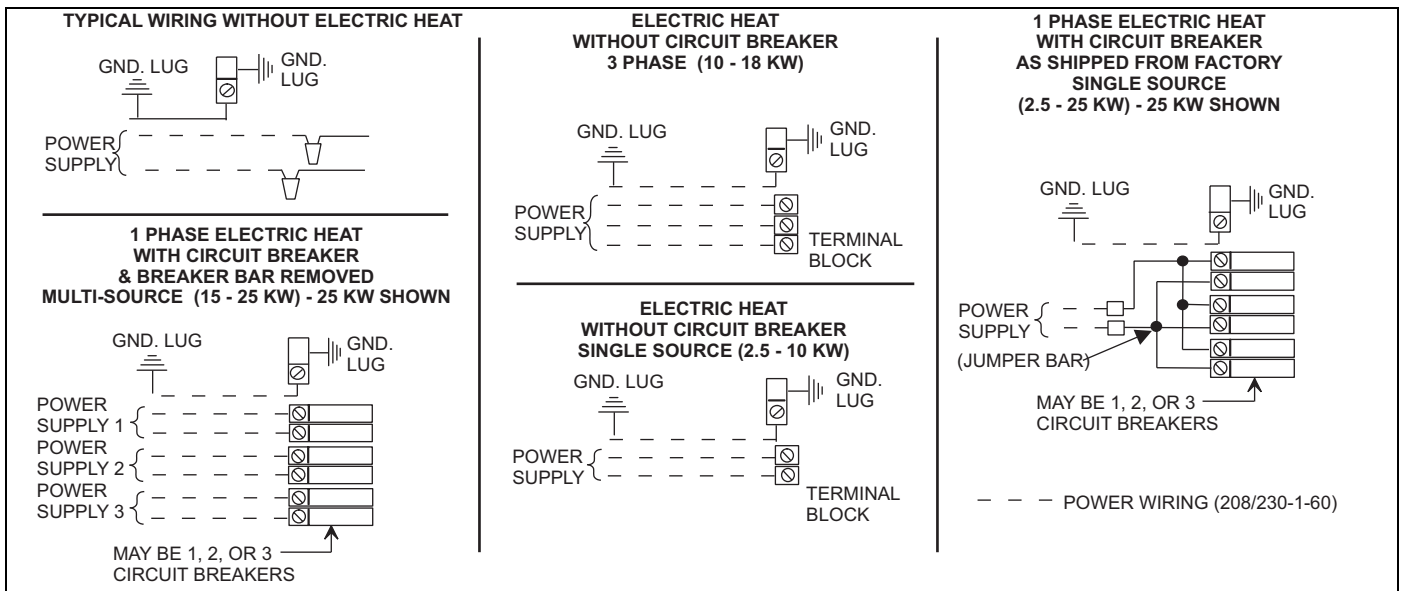 TYPICAL WIRING WITHOUT ELECTRIC HEAT
GND. LUG
GND.
LUG
POWER
SUPPLY
1 PHASE ELECTRIC HEAT
WITH CIRCUIT BREAKER
& BREAKER BAR REMOVED
MULTI-SOURCE (15 - 25 KW) - 25 KW SHOWN
GND. LUG
GND.
LUG
POWER
SUPPLY 1
POWER
SUPPLY 2
POWER
SUPPLY 3
MAY BE 1, 2, OR 3
CIRCUIT BREAKERS
ELECTRIC HEAT
WITHOUT CIRCUIT BREAKER
3 PHASE (10 - 18 KW)
GND. LUG
GND.
LUG
POWER
SUPPLY
TERMINAL
BLOCK
ELECTRIC HEAT
WITHOUT CIRCUIT BREAKER
SINGLE SOURCE (2.5 - 10 KW)
GND. LUG
GND.
LUG
POWER
SUPPLY
TERMINAL
BLOCK
1 PHASE ELECTRIC HEAT
WITH CIRCUIT BREAKER
AS SHIPPED FROM FACTORY
SINGLE SOURCE
(2.5 - 25 KW) - 25 KW SHOWN
GND. LUG
GND.
LUG
POWER
SUPPLY
(JUMPER BAR)
MAY BE 1, 2, OR 3
CIRCUIT BREAKERS
POWER WIRING (208/230-1-60)